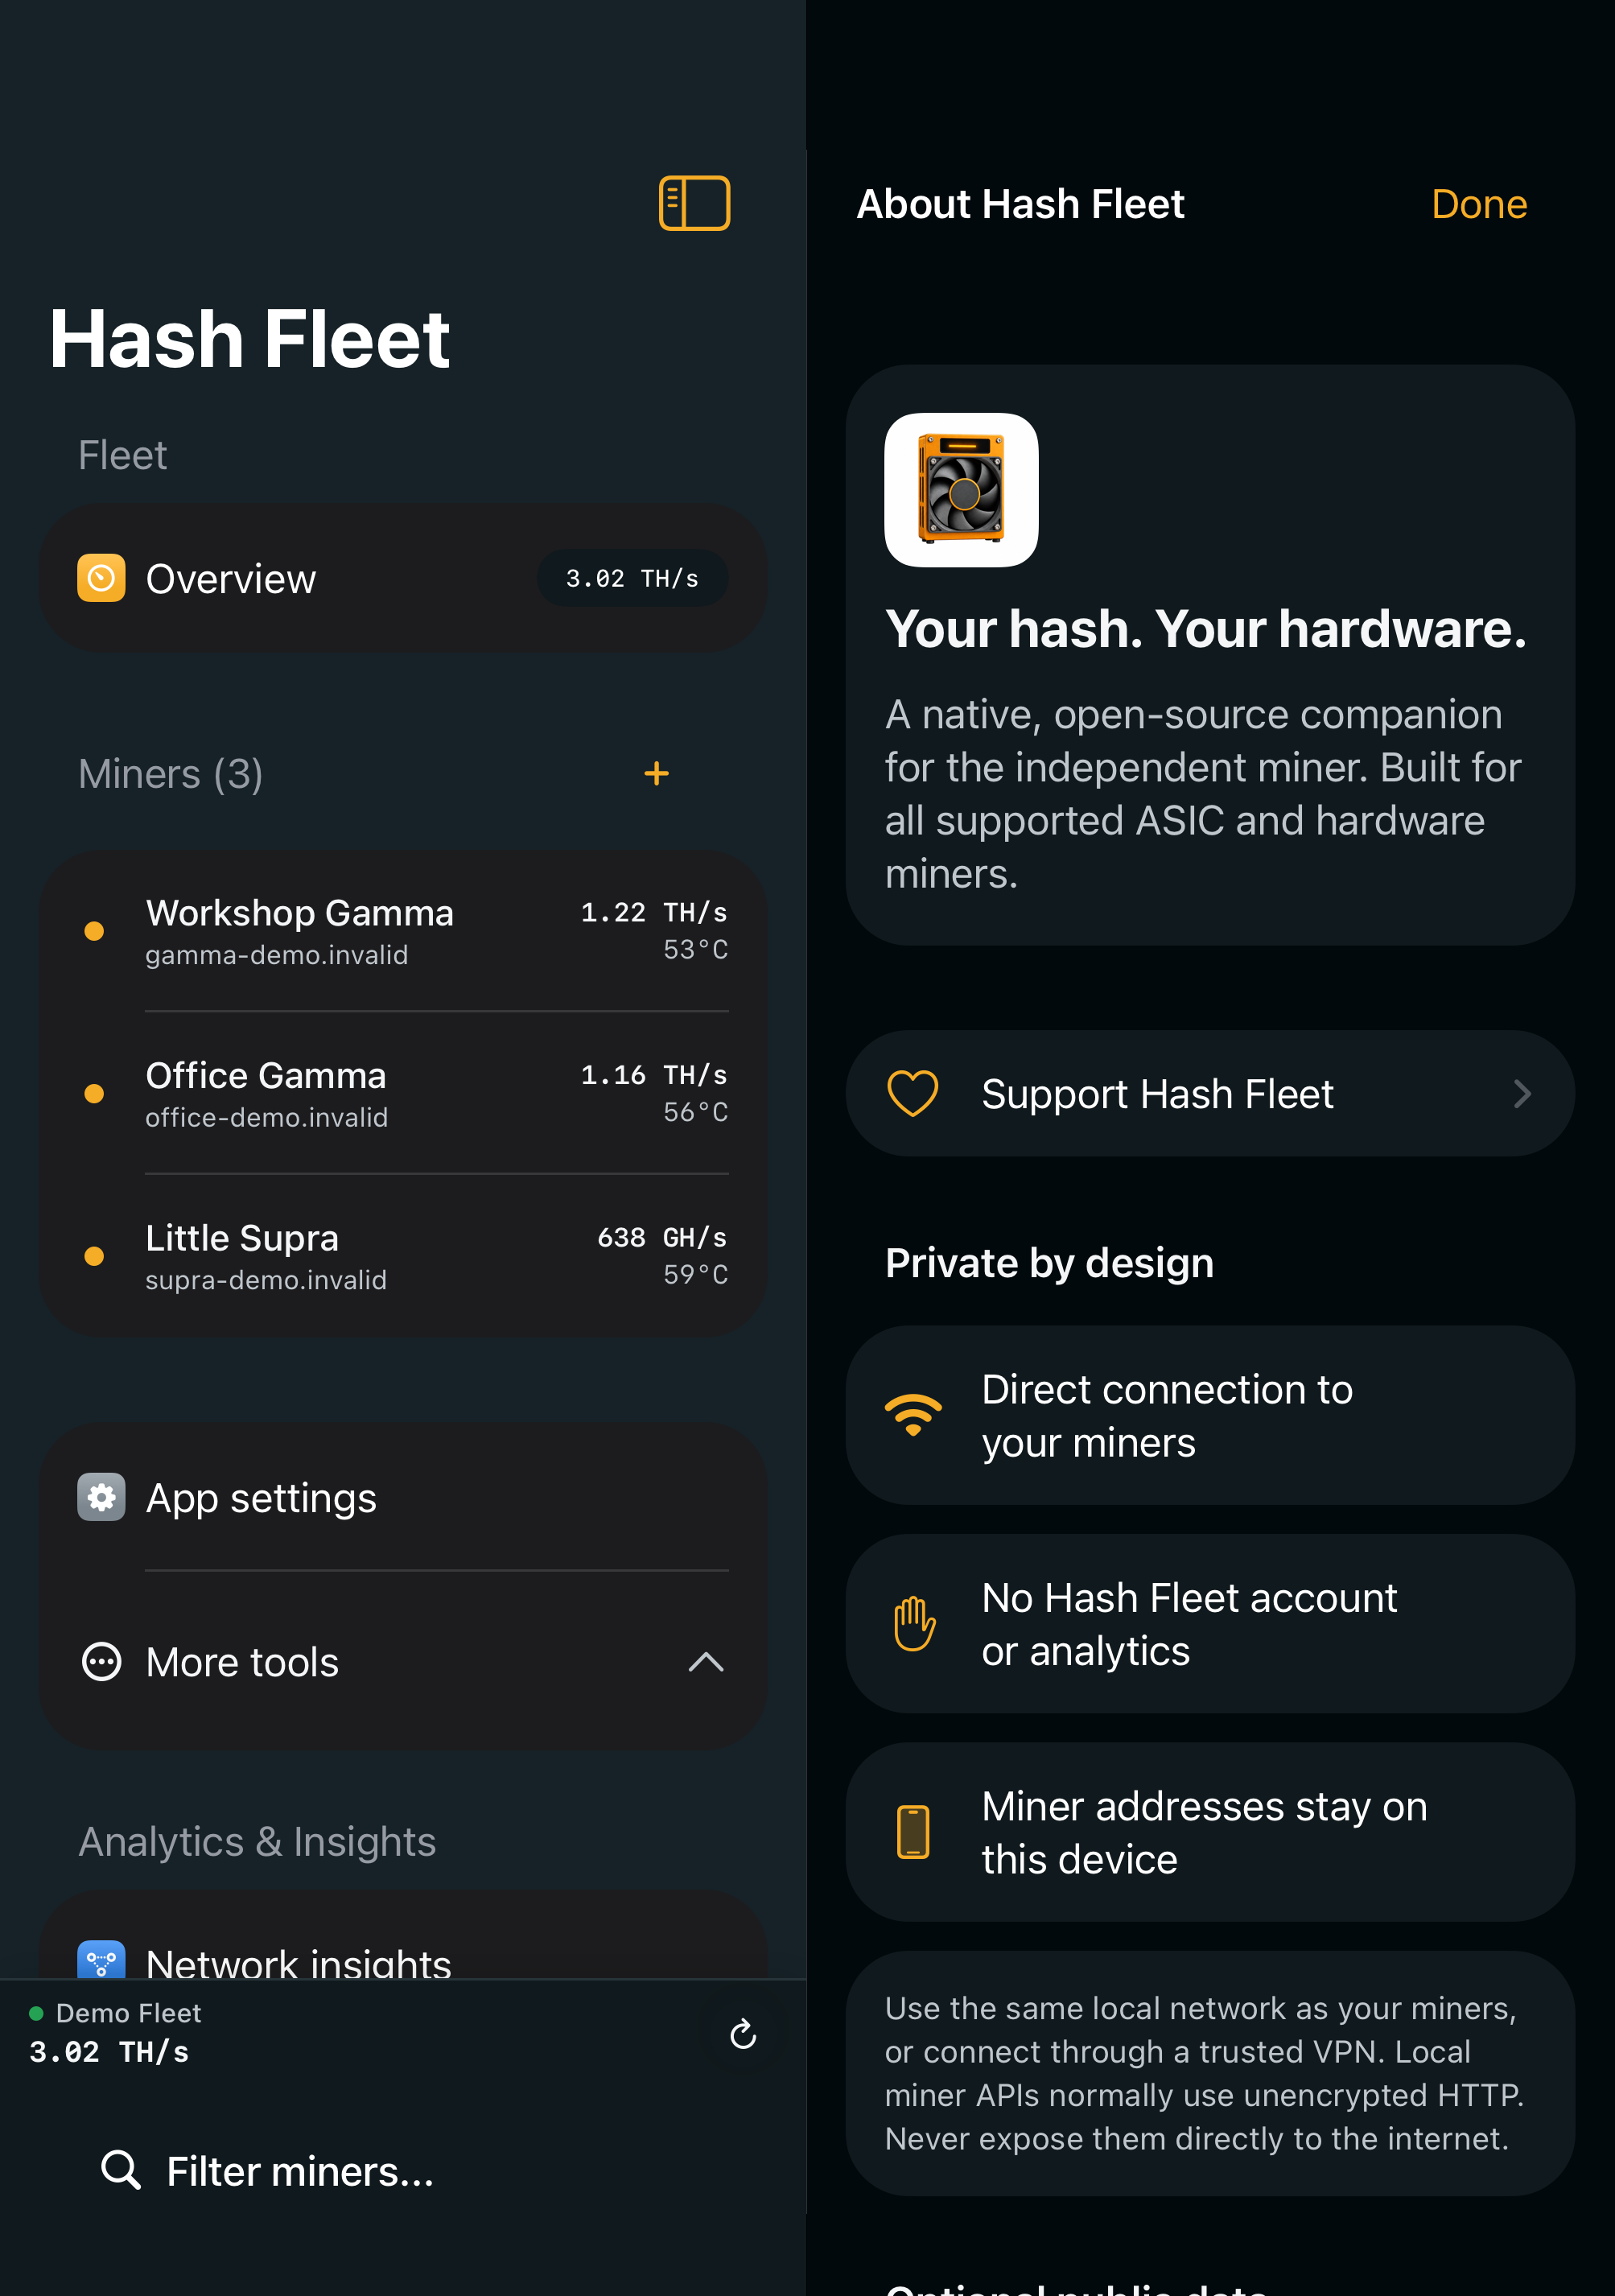 Hash Fleet
Fleet
Overview
3.02 TH/s
Miners (3)
+
Workshop Gamma
1.22 TH/s
gamma-demo.invalid
53°C
Office Gamma
1.16 TH/s
office-demo.invalid
56°C
Little Supra
638 GH/s
supra-demo.invalid
59°C
App settings
More tools
Analytics & Insights
Network insights
Demo Fleet
3.02 TH/s
Filter miners...
About Hash Fleet
Done
Your hash. Your hardware.
A native, open-source companion
for the independent miner. Built for
all supported ASIC and hardware
miners.
Support Hash Fleet
Private by design
Direct connection to
your miners
No Hash Fleet account
or analytics
Miner addresses stay on
this device
Use the same local network as your miners,
or connect through a trusted VPN. Local
miner APIs normally use unencrypted HTTP.
Never expose them directly to the internet.
Optional public data